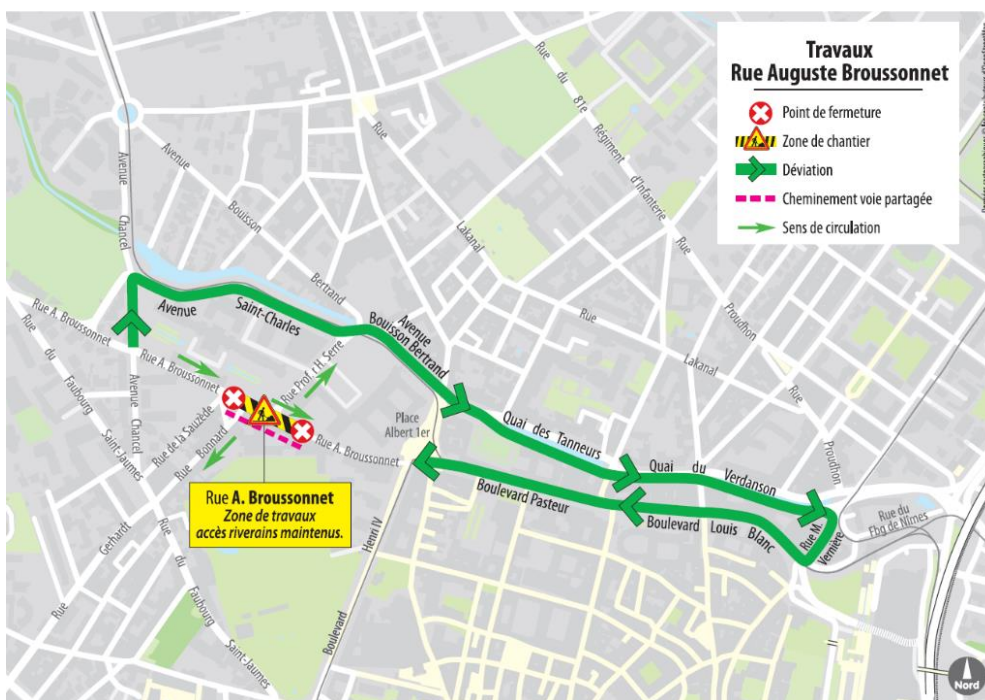 Travaux
Rue Auguste Broussonnet
Point de fermeture
Zone de chantier
Déviation
Cheminement voie partagée
Sens de circulation
Rue du 81e Régiment d'Infanterie
Rue Lakanal
Avenue Chancel
Avenue Bouisson Bertrand
Rue Proudhon
Avenue Saint-Charles
Avenue
Bouisson Bertrand
Rue Lakanal
Proudhon
Rue A. Broussonnet
Rue A. Broussonnet
Rue du Faubourg Saint-Jaumes
Avenue Chancel
Rue Prof. r H. Serre
Rue de la Sauzède
Rue Bonnard
Place
Albert 1er
Rue A. Broussonnet
Quai des Tanneurs
Quai du Verdanson
Boulevard Pasteur
Boulevard Louis Blanc
Rue M.
Vernière
Rue du
Fbg de Nîmes
Rue A. Broussonnet
Zone de travaux
accès riverains maintenus.
Rue Gerhardt
Rue du Faubourg Saint-Jaumes
Boulevard Henri IV
Nord